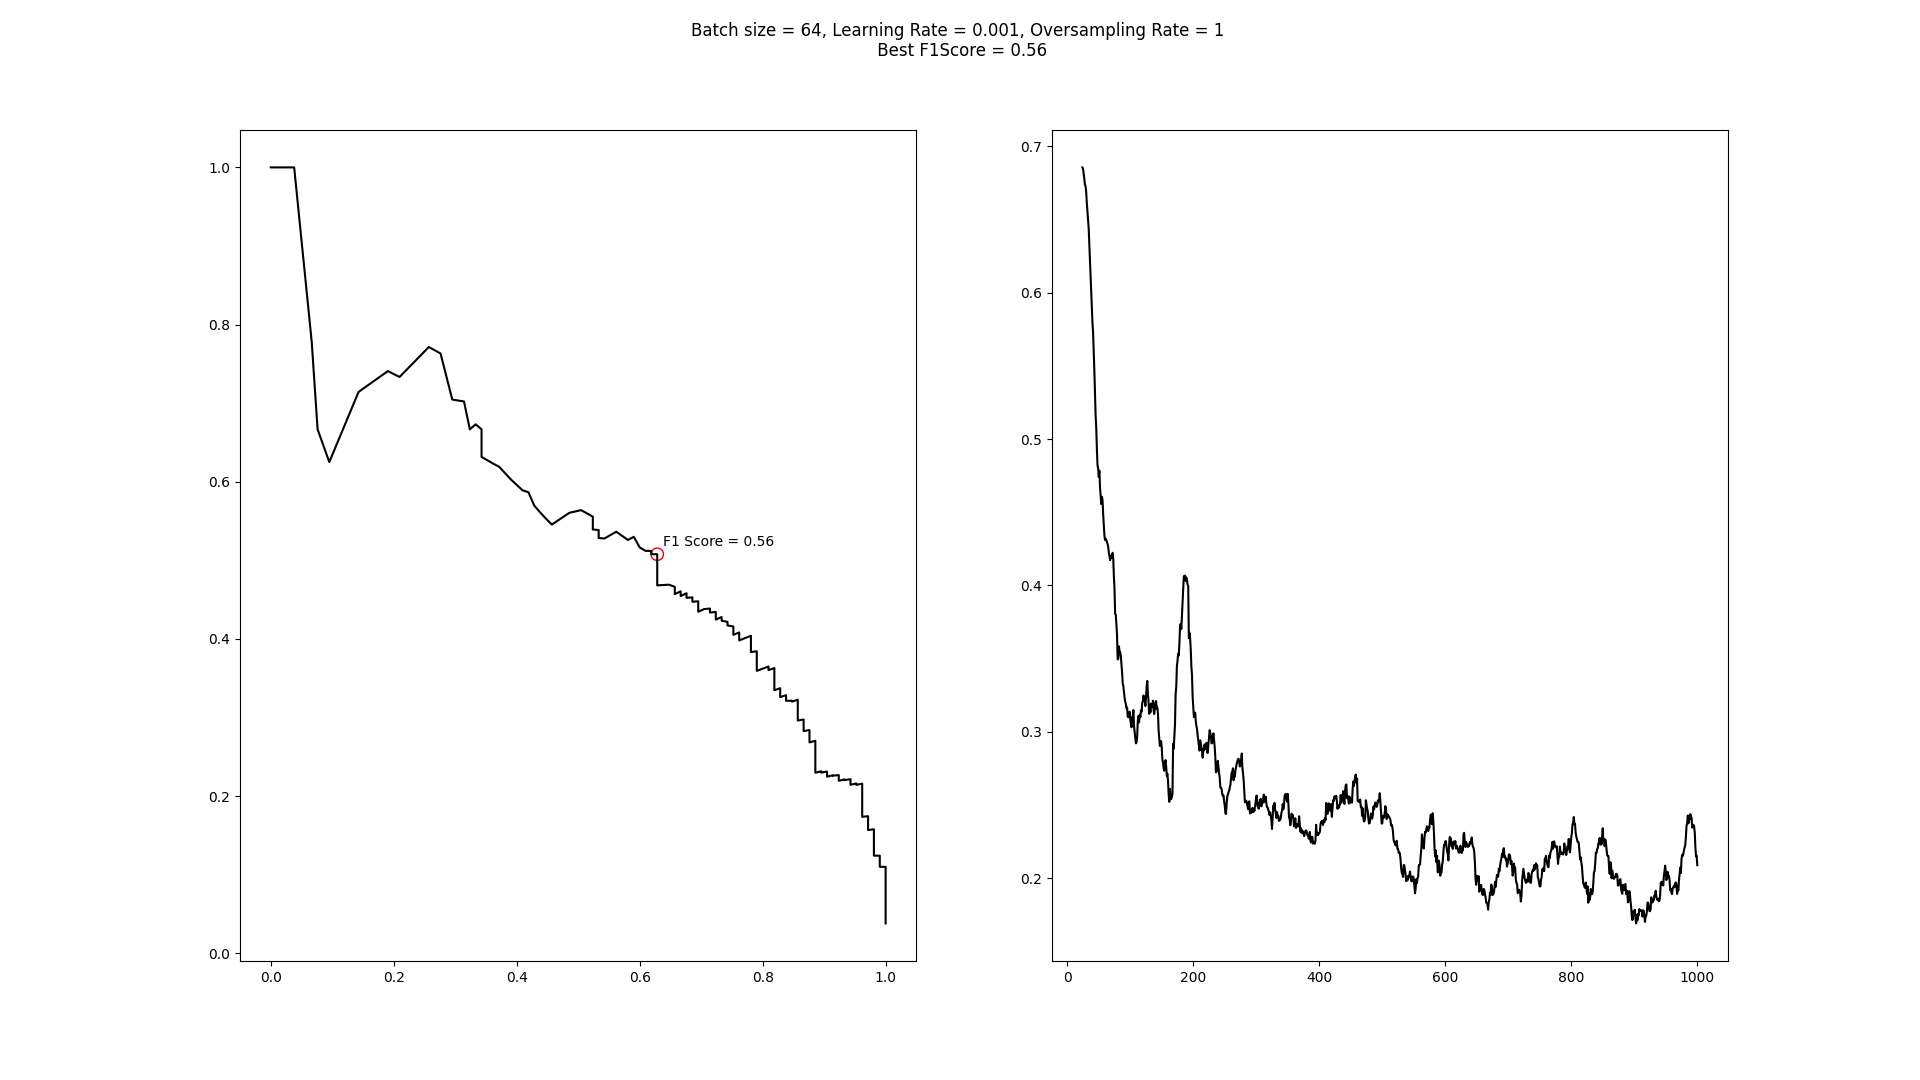 Batch size = 64, Learning Rate = 0.001, Oversampling Rate = 1
Best F1Score = 0.56
1.0
0.8
0.6
0.4
0.2
0.0
F1 Score = 0.56
0.0 0.2 0.4 0.6 0.8 1.0
0.7
0.6
0.5
0.4
0.3
0.2
0 200 400 600 800 1000